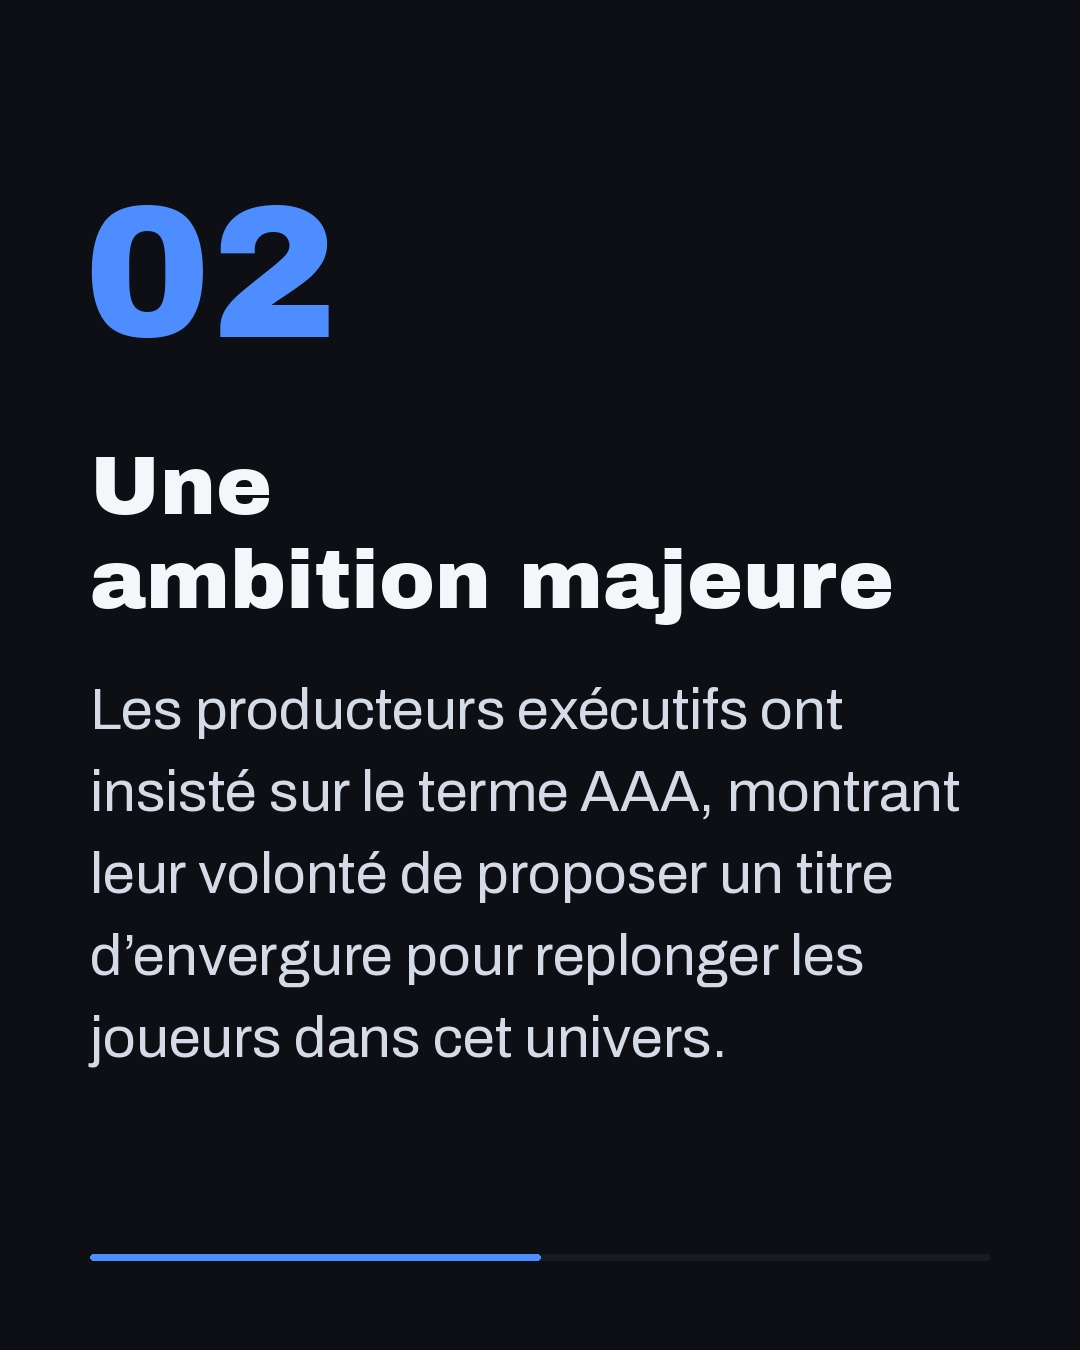 02
Une
ambition majeure
Les producteurs exécutifs ont
insisté sur le terme AAA, montrant
leur volonté de proposer un titre
d’envergure pour replonger les
joueurs dans cet univers.